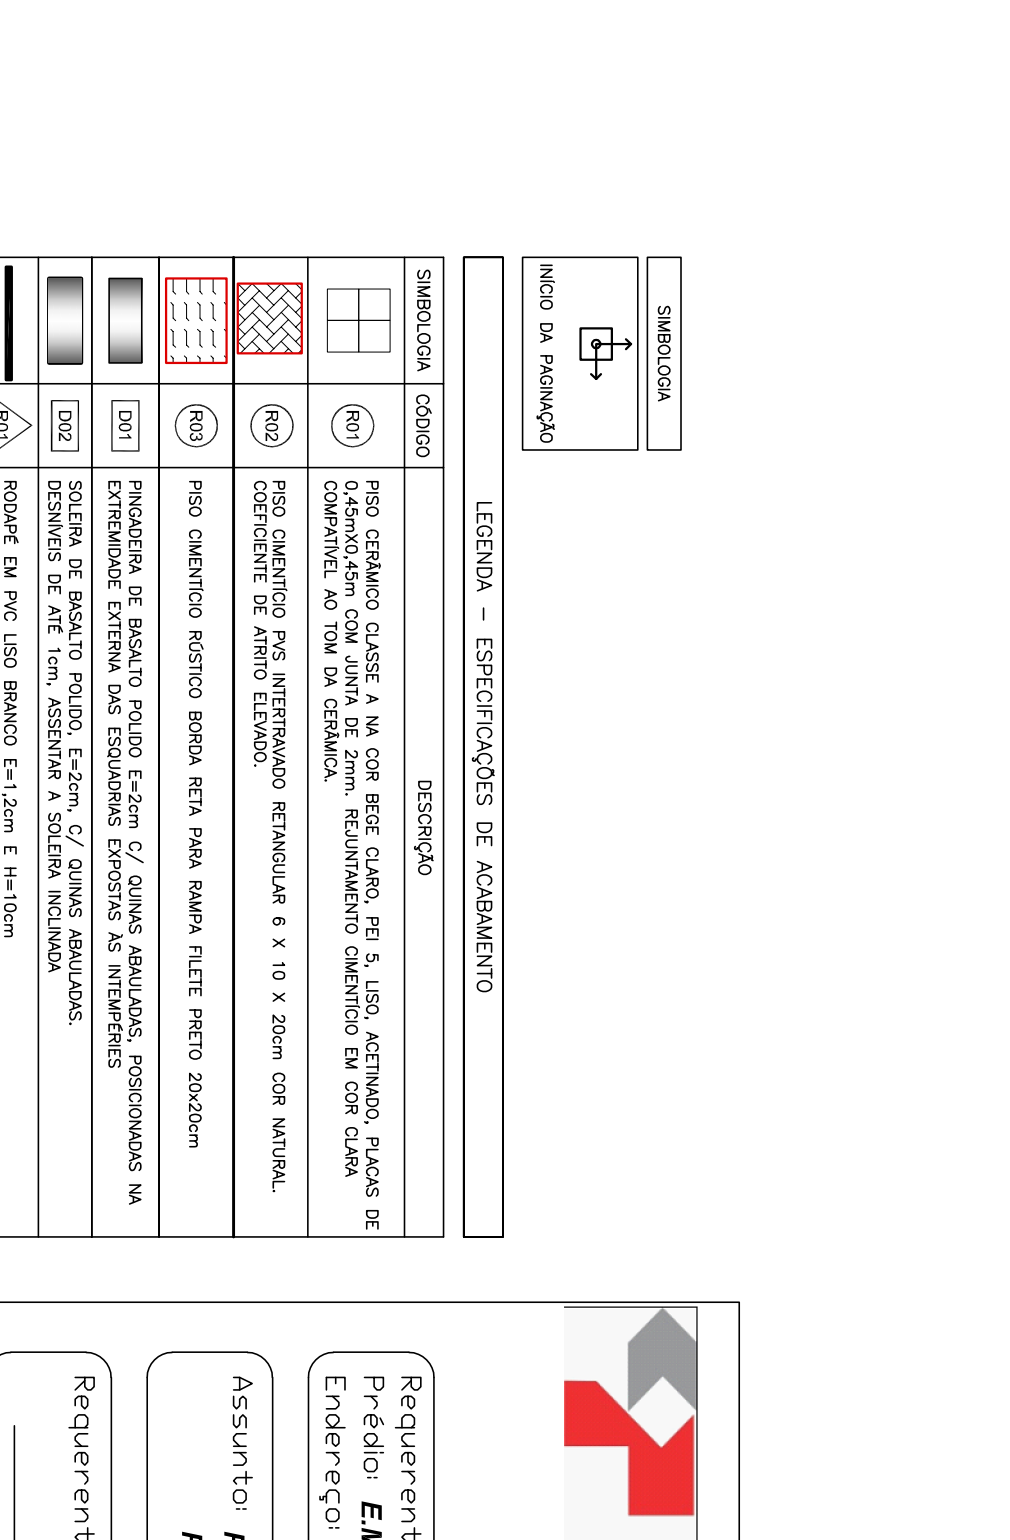 SIMBOLOGIA
INÍCIO DA PAGINAÇÃO
LEGENDA - ESPECIFICAÇÕES DE ACABAMENTO
SIMBOLOGIA CÓDIGO DESCRIÇÃO
R01 PISO CERÂMICO CLASSE A NA COR BEGE CLARO, PEI 5, LISO, ACETINADO, PLACAS DE
0,45mX0,45m COM JUNTA DE 2mm. REJUNTAMENTO CIMENTÍCIO EM COR CLARA
COMPATÍVEL AO TOM DA CERÂMICA.
R02 PISO CIMENTÍCIO PVS INTERTRAVADO RETANGULAR 6 X 10 X 20cm COR NATURAL.
COEFICIENTE DE ATRITO ELEVADO.
R03 PISO CIMENTÍCIO RÚSTICO BORDA RETA PARA RAMPA FILETE PRETO 20x20cm
D01 PINGADEIRA DE BASALTO POLIDO E=2cm C/ QUINAS ABAULADAS, POSICIONADAS NA
EXTREMIDADE EXTERNA DAS ESQUADRIAS EXPOSTAS ÀS INTEMPÉRIES
D02 SOLEIRA DE BASALTO POLIDO, E=2cm, C/ QUINAS ABAULADAS.
DESNÍVEIS DE ATÉ 1cm, ASSENTAR A SOLEIRA INCLINADA
R01 RODAPÉ EM PVC LISO BRANCO E=1,2cm E H=10cm
Requerent
Prédio: E.M
Endereço:
Assunto:
Requerent